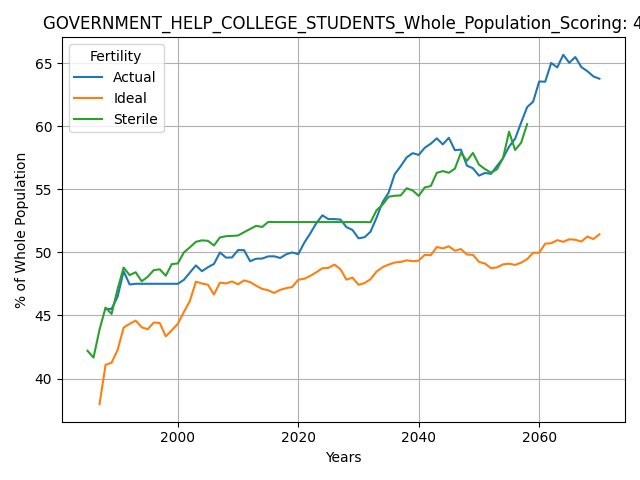 GOVERNMENT_HELP_COLLEGE_STUDENTS_Whole_Population_Scoring: 4
Fertility
Actual
Ideal
Sterile
% of Whole Population
65
60
55
50
45
40
2000
2020
2040
2060
Years